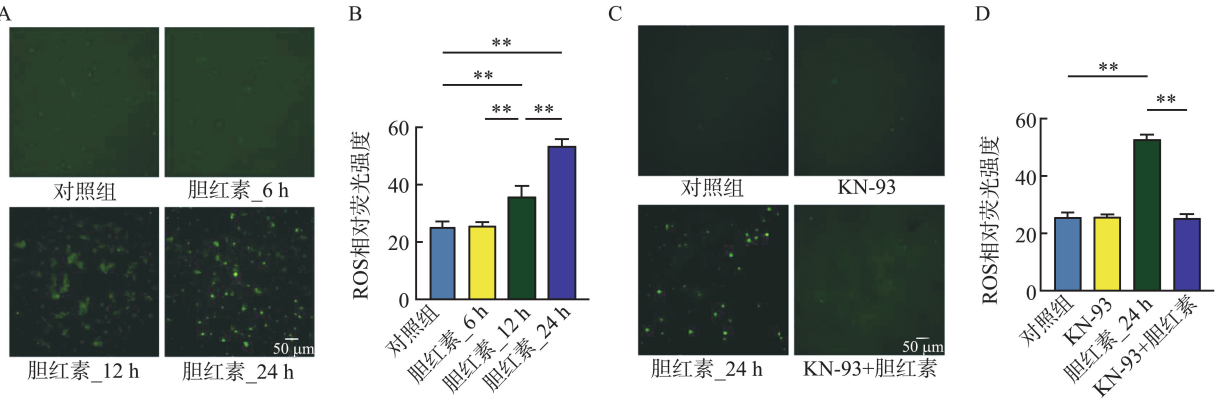 A
对照组
胆红素_6 h
胆红素_12 h
胆红素_24 h
50 μm
B
**
**
**
**
ROS相对荧光强度
60
40
20
0
对照组
胆红素_6 h
胆红素_12 h
胆红素_24 h
C
对照组
KN-93
胆红素_24 h
KN-93+胆红素
50 μm
D
**
**
ROS相对荧光强度
60
40
20
0
对照组
KN-93
胆红素_24 h
KN-93+胆红素